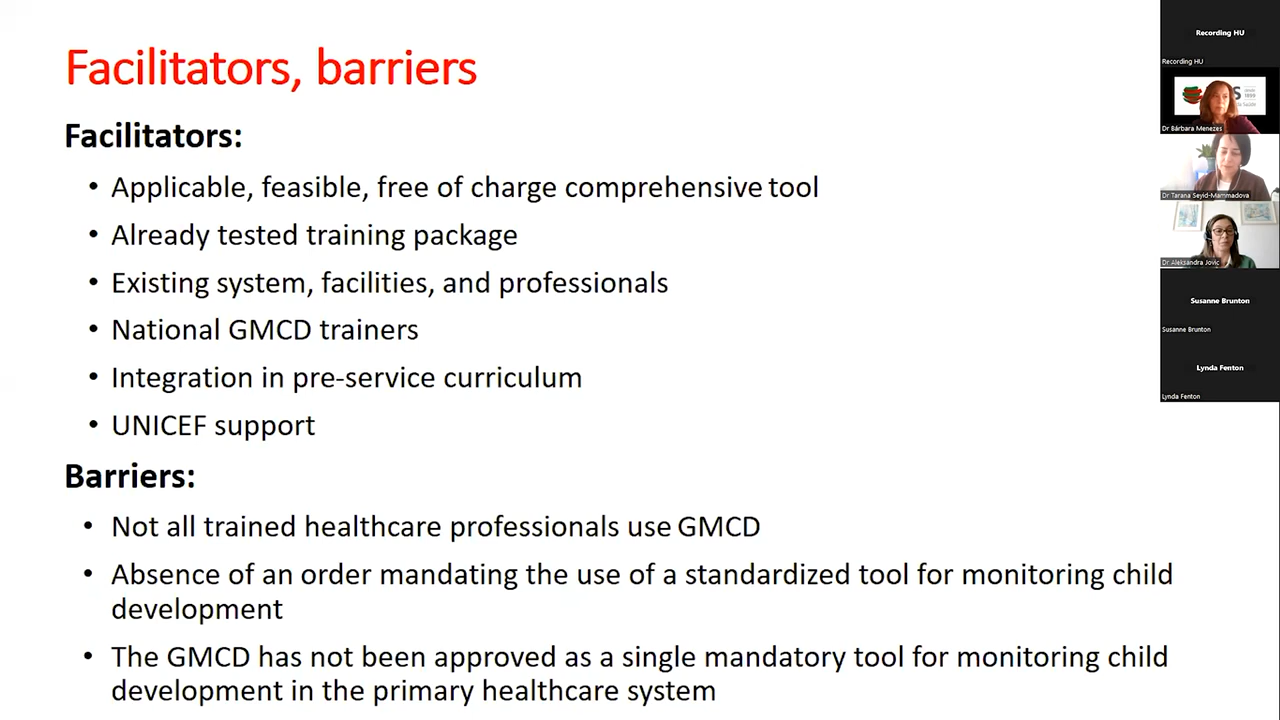 Facilitators, barriers
Facilitators:
• Applicable, feasible, free of charge comprehensive tool
• Already tested training package
• Existing system, facilities, and professionals
• National GMCD trainers
• Integration in pre-service curriculum
• UNICEF support
Barriers:
• Not all trained healthcare professionals use GMCD
• Absence of an order mandating the use of a standardized tool for monitoring child
development
• The GMCD has not been approved as a single mandatory tool for monitoring child
development in the primary healthcare system
Recording HU
Recording HU
Dr Bárbara Menezes
Dr Tarana Seyid-Mammadova
Dr Aleksandra Jovic
Susanne Brunton
Susanne Brunton
Lynda Fenton
Lynda Fenton